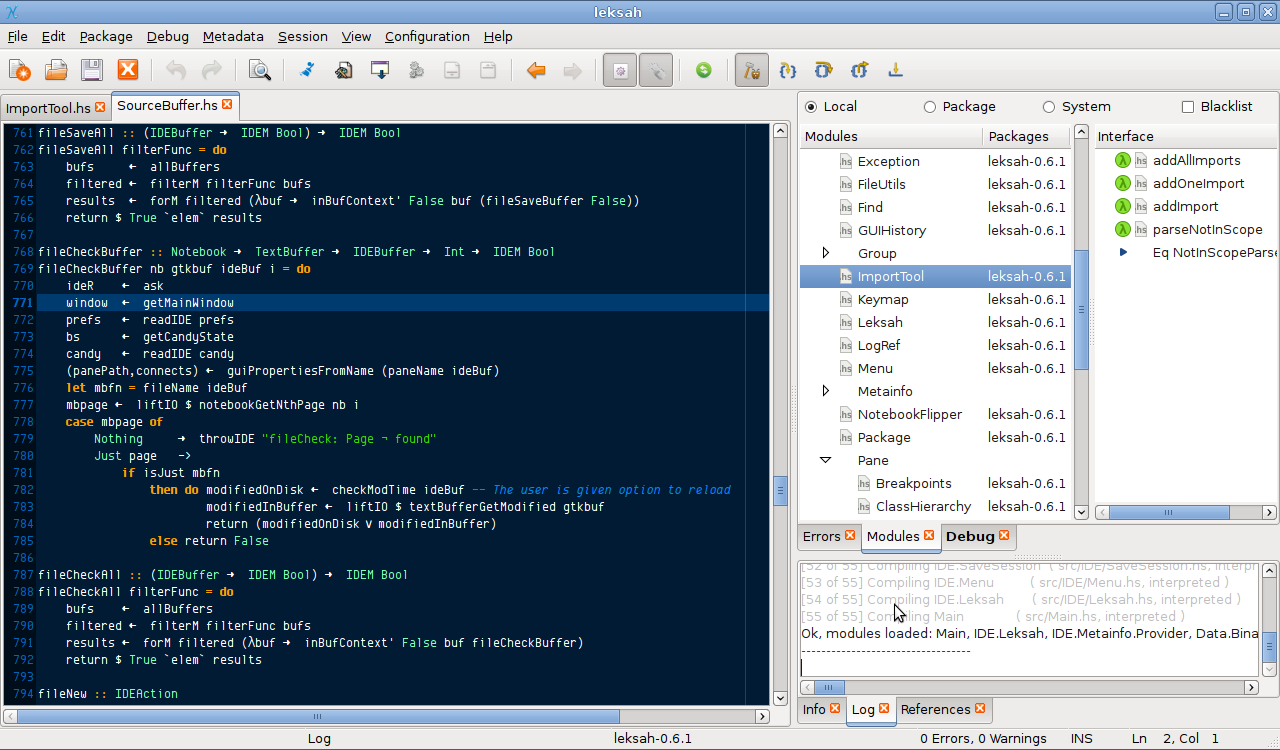 leksah
File Edit Package Debug Metadata Session View Configuration Help
ImportTool.hs SourceBuffer.hs
761 fileSaveAll :: (IDEBuffer → IDEM Bool) → IDEM Bool
762 fileSaveAll filterFunc = do
763 bufs ← allBuffers
764 filtered ← filterM filterFunc bufs
765 results ← forM filtered (λbuf → inBufContext' False buf (fileSaveBuffer False))
766 return $ True `elem` results
767
768 fileCheckBuffer :: Notebook → TextBuffer → IDEBuffer → Int → IDEM Bool
769 fileCheckBuffer nb gtkbuf ideBuf i = do
770 ideR ← ask
771 window ← getMainWindow
772 prefs ← readIDE prefs
773 bs ← getCandyState
774 candy ← readIDE candy
775 (panePath,connects) ← guiPropertiesFromName (paneName ideBuf)
776 let mbfn = fileName ideBuf
777 mbpage ← liftIO $ notebookGetNthPage nb i
778 case mbpage of
779 Nothing → throwIDE "fileCheck: Page ¬ found"
780 Just page ->
781 if isJust mbfn
782 then do modifiedOnDisk ← checkModTime ideBuf -- The user is given option to reload
783 modifiedInBuffer ← liftIO $ textBufferGetModified gtkbuf
784 return (modifiedOnDisk ∨ modifiedInBuffer)
785 else return False
786
787 fileCheckAll :: (IDEBuffer → IDEM Bool) → IDEM Bool
788 fileCheckAll filterFunc = do
789 bufs ← allBuffers
790 filtered ← filterM filterFunc bufs
791 results ← forM filtered (λbuf → inBufContext' False buf fileCheckBuffer)
792 return $ True `elem` results
793
794 fileNew :: IDEAction
Local Package System Blacklist
Modules Packages
Exception leksah-0.6.1
FileUtils leksah-0.6.1
Find leksah-0.6.1
GUIHistory leksah-0.6.1
Group
ImportTool leksah-0.6.1
Keymap leksah-0.6.1
Leksah leksah-0.6.1
LogRef leksah-0.6.1
Menu leksah-0.6.1
Metainfo
NotebookFlipper leksah-0.6.1
Package leksah-0.6.1
Pane
Breakpoints leksah-0.6.1
ClassHierarchy leksah-0.6.1
Interface
addAllImports
addOneImport
addImport
parseNotInScope
Eq NotInScopeParse
Errors Modules Debug
[52 of 55] Compiling IDE.SaveSession ( src/IDE/SaveSession.hs, interpr
[53 of 55] Compiling IDE.Menu ( src/IDE/Menu.hs, interpreted )
[54 of 55] Compiling IDE.Leksah ( src/IDE/Leksah.hs, interpreted )
[55 of 55] Compiling Main ( src/Main.hs, interpreted )
Ok, modules loaded: Main, IDE.Leksah, IDE.Metainfo.Provider, Data.Bina
--------------------------------
Info Log References
Log leksah-0.6.1 0 Errors, 0 Warnings INS Ln 2, Col 1